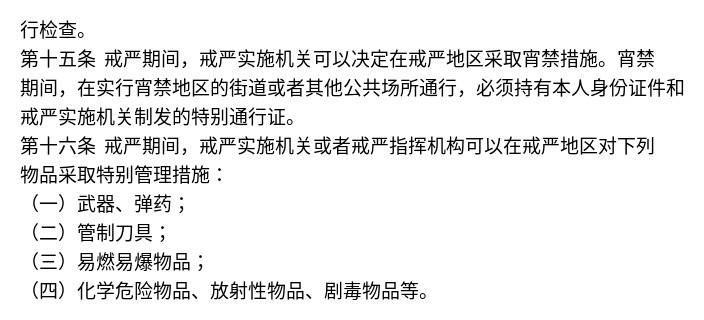 行检查。
第十五条 戒严期间，戒严实施机关可以决定在戒严地区采取宵禁措施。宵禁
期间，在实行宵禁地区的街道或者其他公共场所通行，必须持有本人身份证件和
戒严实施机关制发的特别通行证。
第十六条 戒严期间，戒严实施机关或者戒严指挥机构可以在戒严地区对下列
物品采取特别管理措施：
（一）武器、弹药；
（二）管制刀具；
（三）易燃易爆物品；
（四）化学危险物品、放射性物品、剧毒物品等。